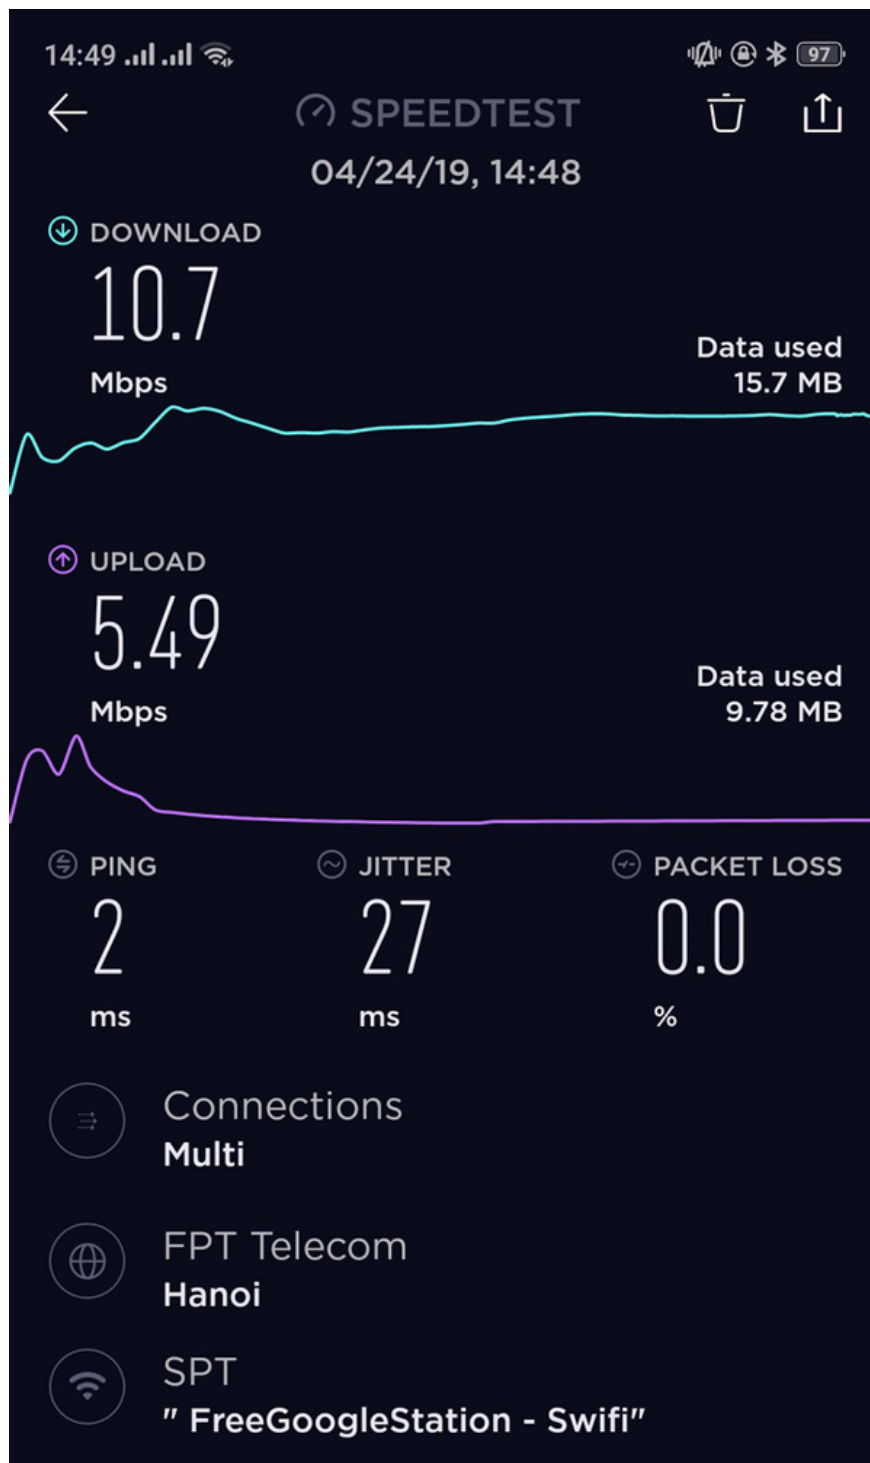 14:49
97
SPEEDTEST
04/24/19, 14:48
DOWNLOAD
10.7
Mbps
Data used
15.7 MB
UPLOAD
5.49
Mbps
Data used
9.78 MB
PING
2
ms
JITTER
27
ms
PACKET LOSS
0.0
%
Connections
Multi
FPT Telecom
Hanoi
SPT
" FreeGoogleStation - Swifi"